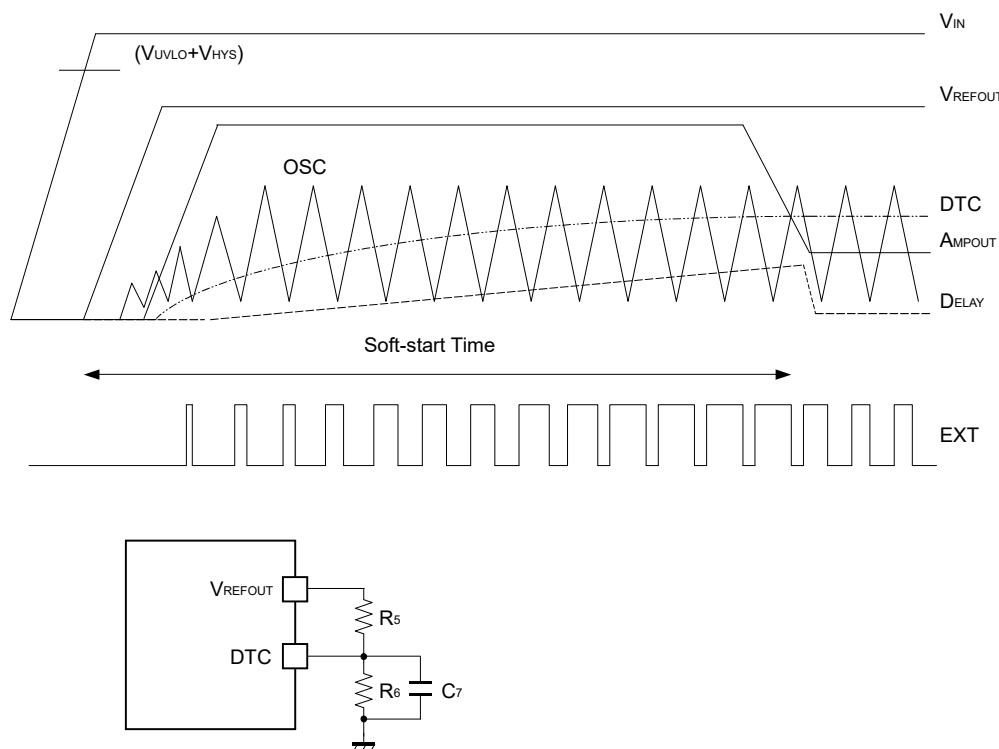 VIN
(VUVLO+VHYS)
VREFOUT
OSC
DTC
AMPOUT
DELAY
Soft-start Time
EXT
VREFOUT
R5
DTC
R6
C7